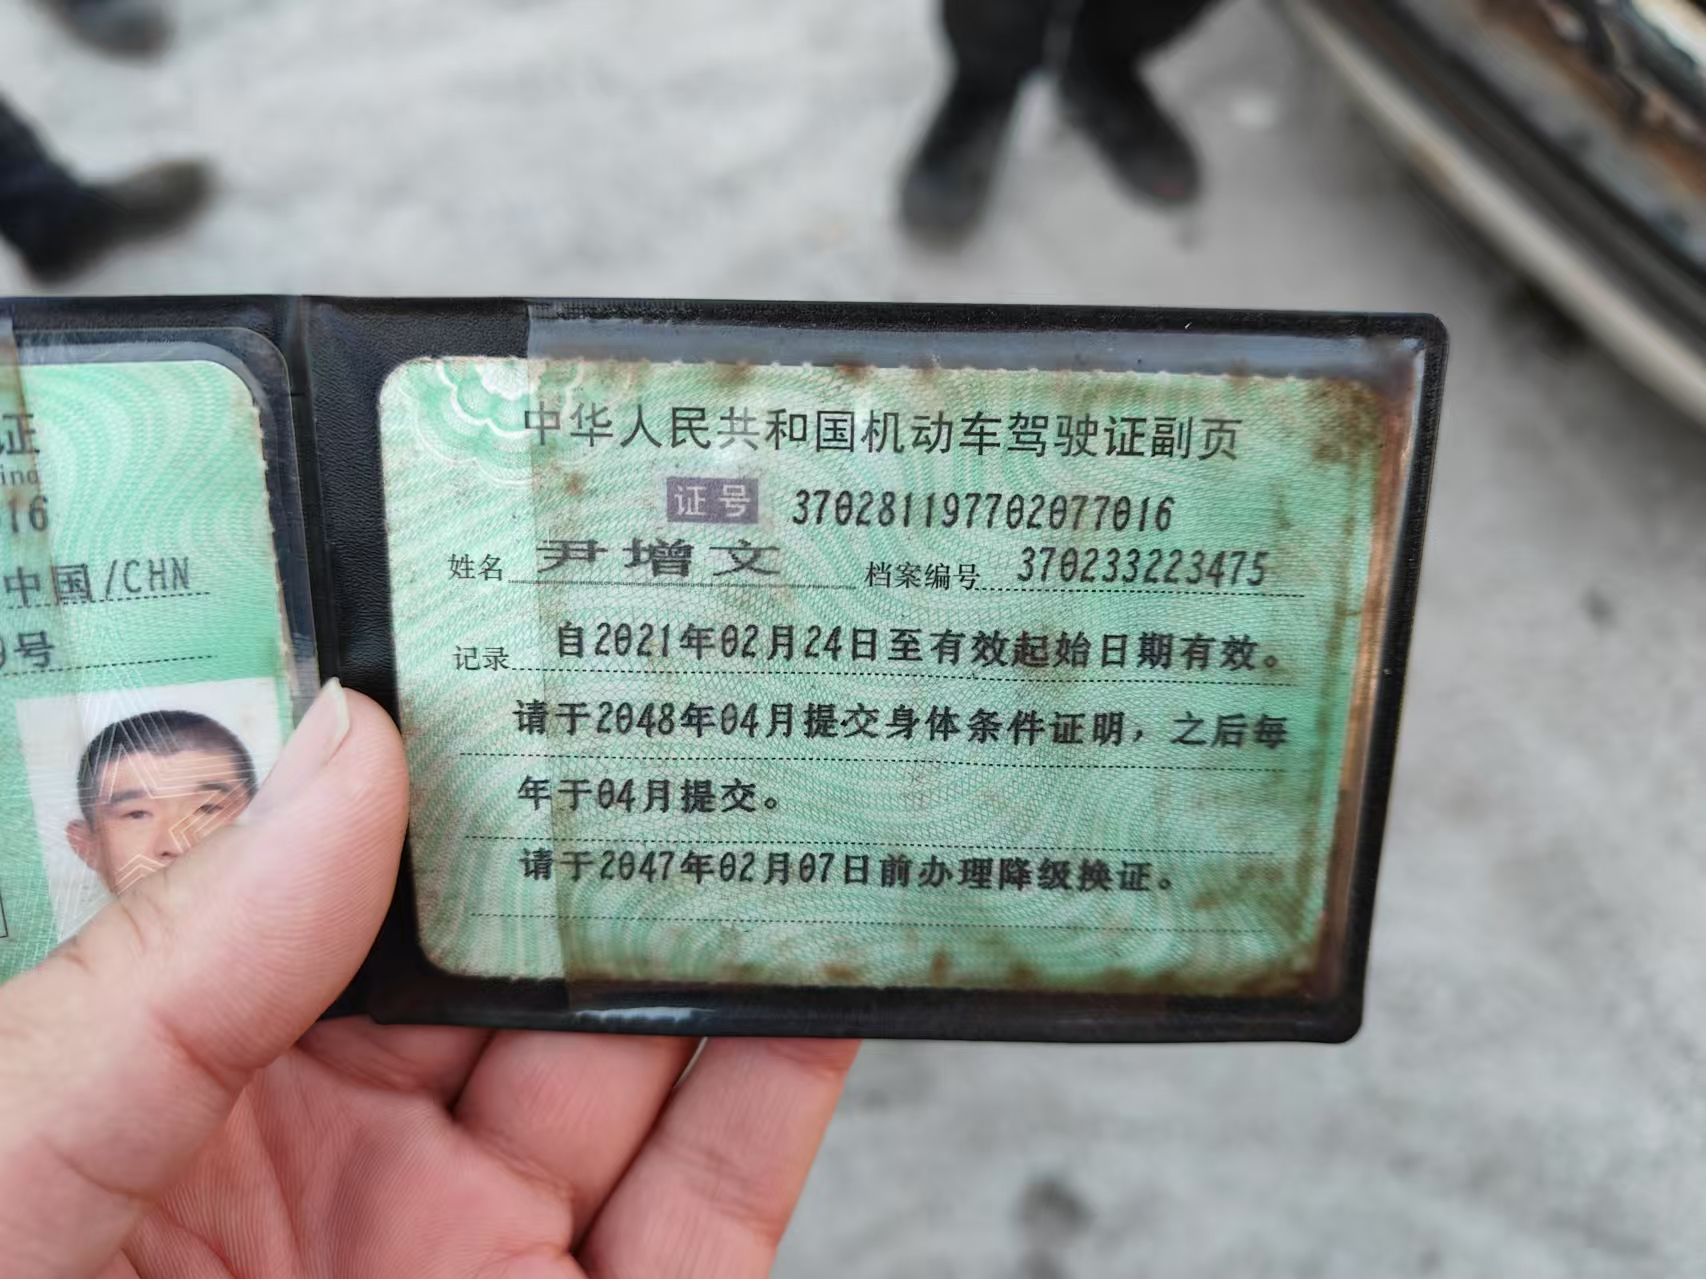 证
ind
16
中国/CHN
9号
中华人民共和国机动车驾驶证副页
证号 370281197702077016
姓名 尹增文 档案编号 370233223475
记录 自2021年02月24日至有效起始日期有效。
请于2048年04月提交身体条件证明，之后每
年于04月提交。
请于2047年02月07日前办理降级换证。